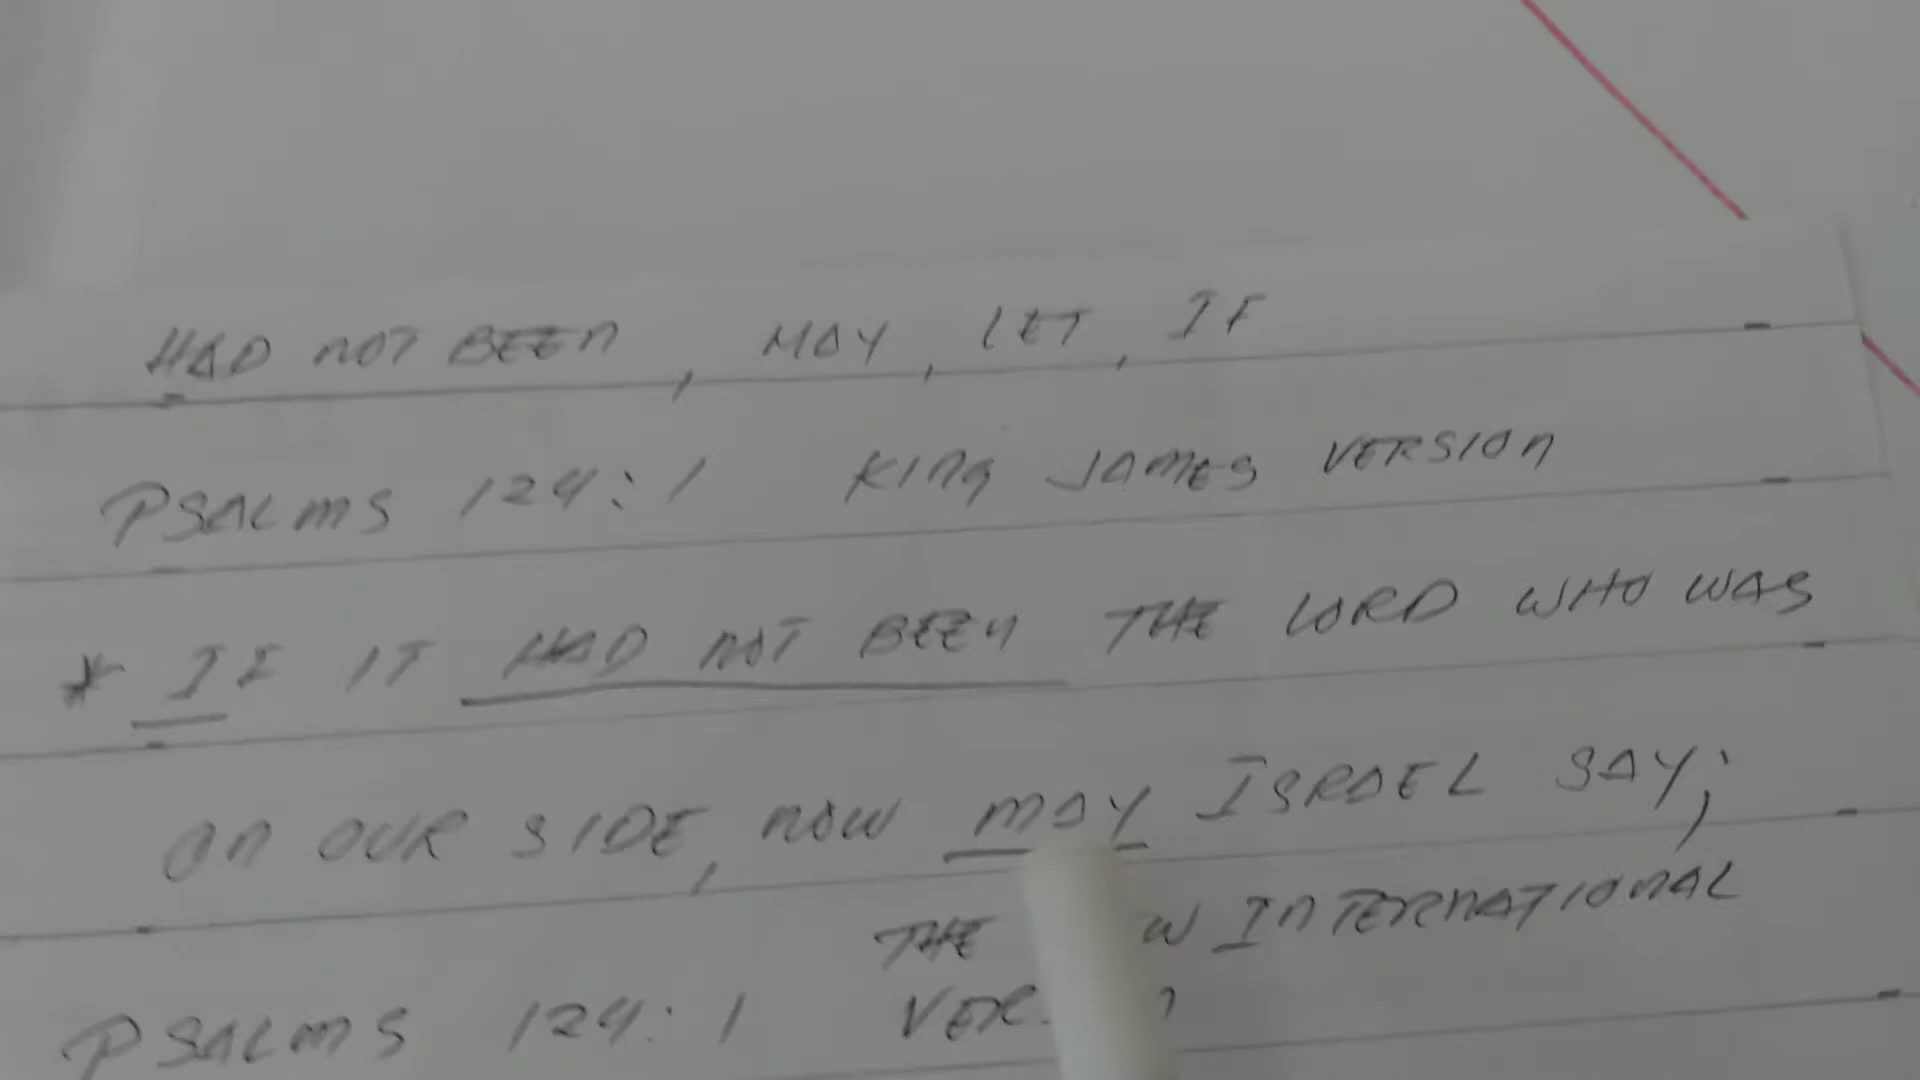 HAD NOT BEEN, MAY, LET, IF
PSALMS 124:1 KING JAMES VERSION
* IF IT HAD NOT BEEN THE LORD WHO WAS
ON OUR SIDE, NOW MAY ISRAEL SAY;
THE INTERNATIONAL
PSALMS 124:1